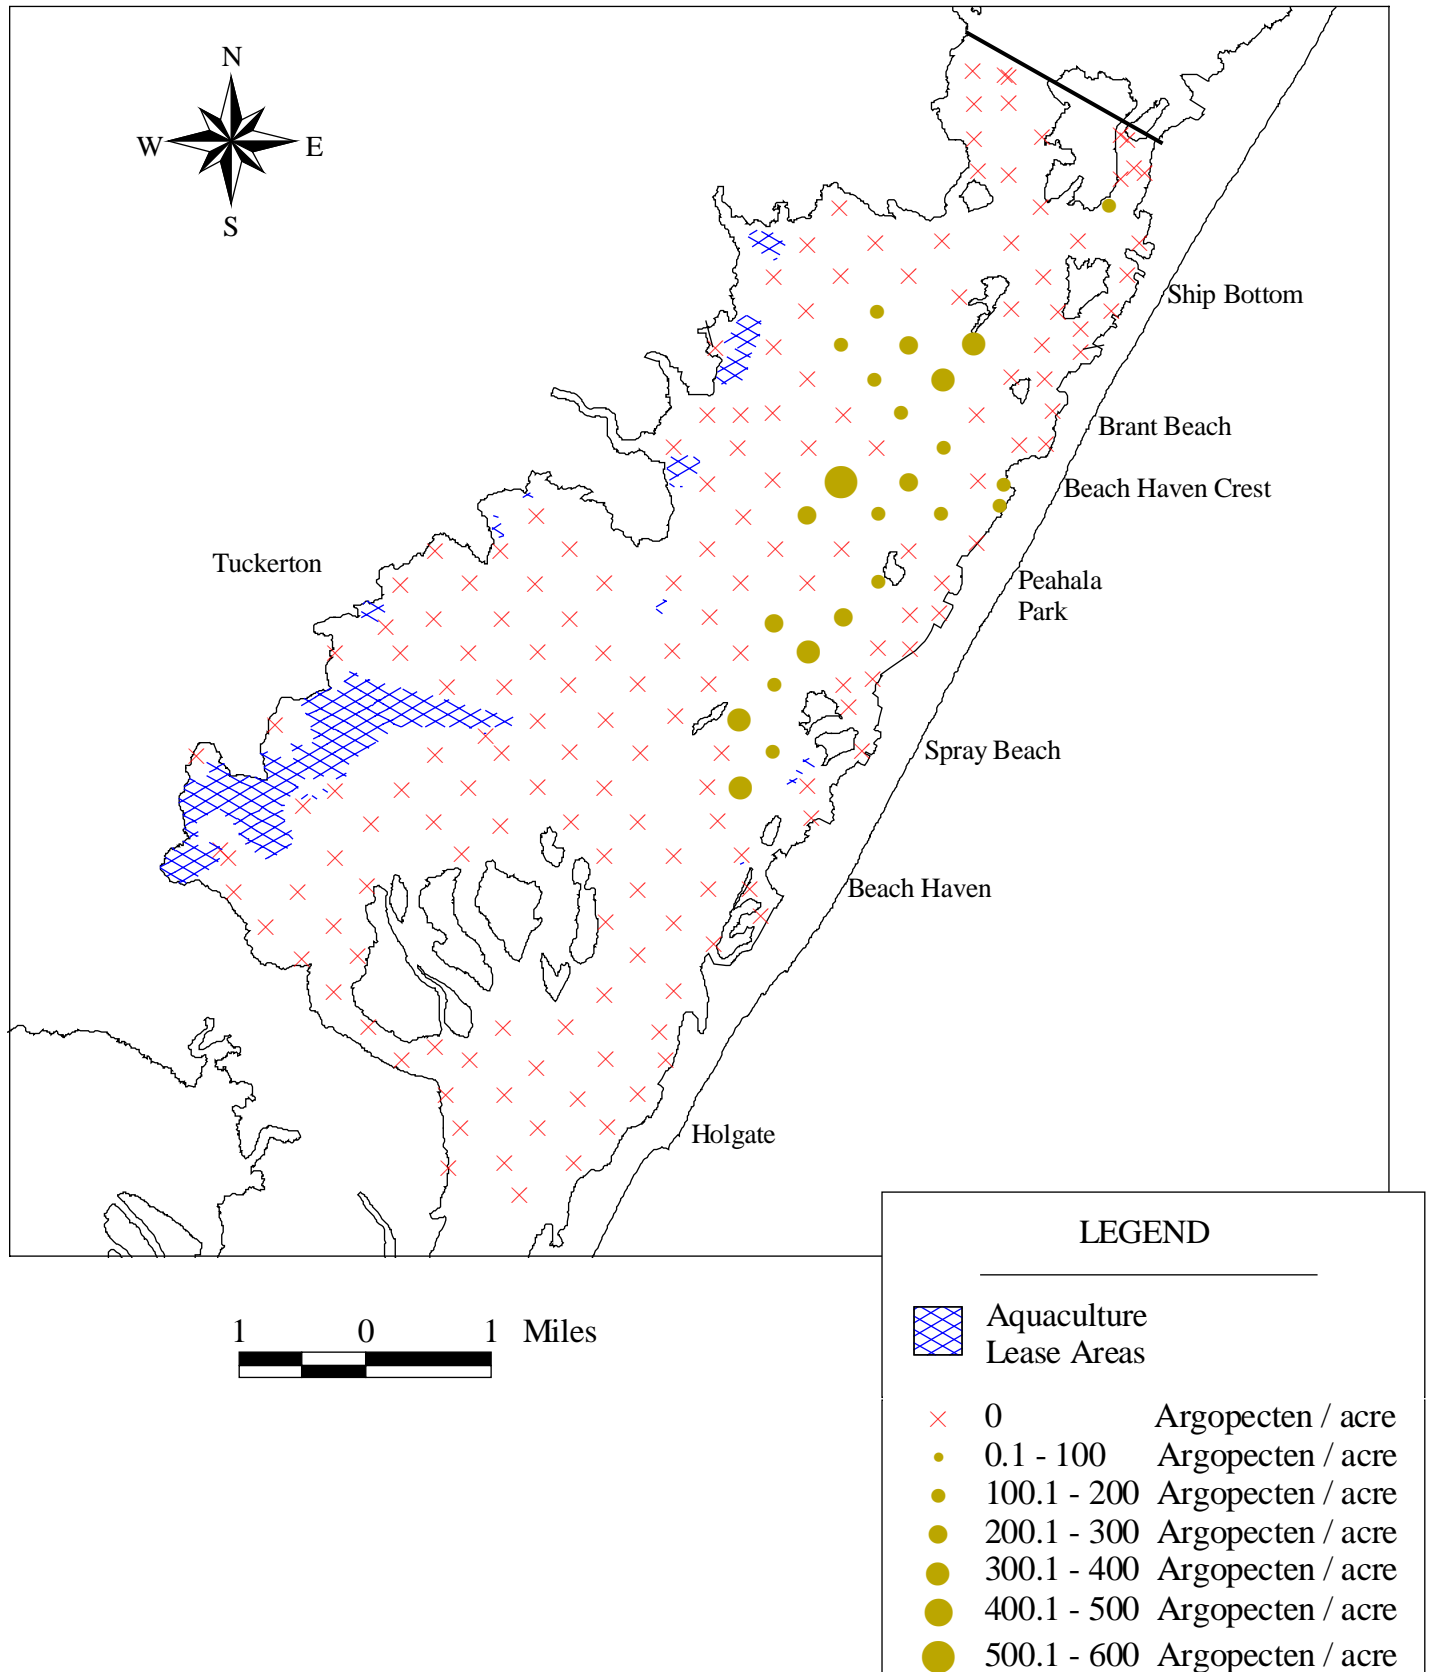 N
W E
S
Ship Bottom
Brant Beach
Beach Haven Crest
Tuckerton
Peahala
Park
Spray Beach
Beach Haven
Holgate
LEGEND
Aquaculture
Lease Areas
0 Argopecten / acre
0.1 - 100 Argopecten / acre
100.1 - 200 Argopecten / acre
200.1 - 300 Argopecten / acre
300.1 - 400 Argopecten / acre
400.1 - 500 Argopecten / acre
500.1 - 600 Argopecten / acre
1 0 1 Miles